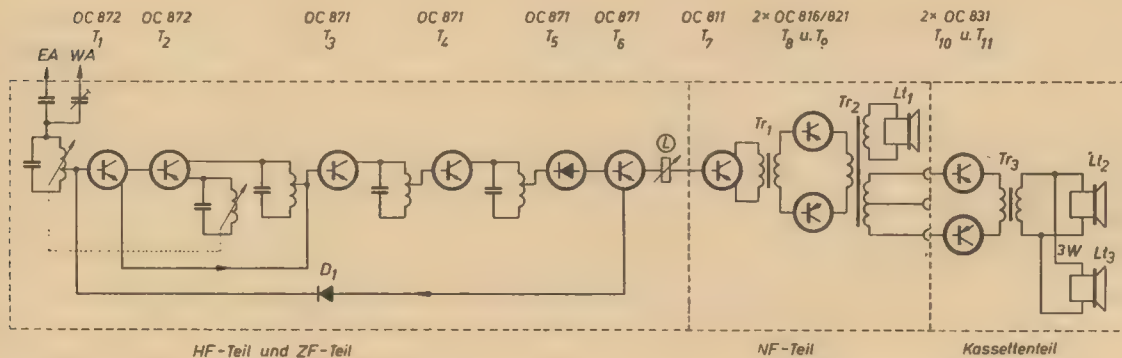 OC 872 OC 872 OC 871 OC 871 OC 871 OC 871 OC 811 2× OC 816/821 2× OC 831
T1 T2 T3 T4 T5 T6 T7 T8 u. T9 T10 u. T11
EA WA
Tr2 Lt1
L Tr1
Tr3 Lt2
3W Lt3
D1
HF-Teil und ZF-Teil NF-Teil Kassettenteil